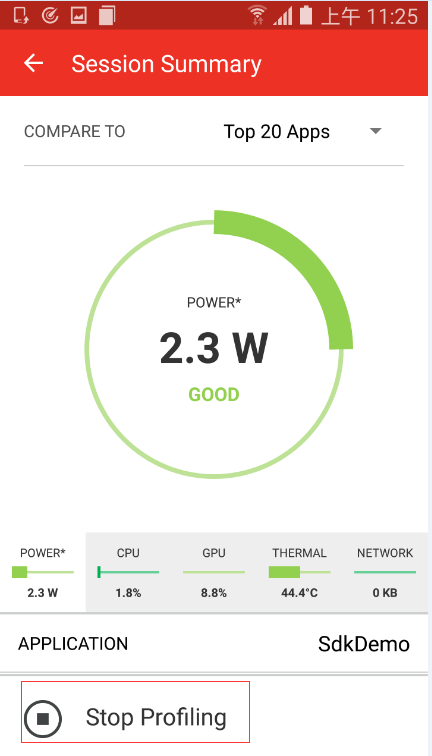 上午 11:25
Session Summary
COMPARE TO Top 20 Apps
POWER*
2.3 W
GOOD
POWER* CPU GPU THERMAL NETWORK
2.3 W 1.8% 8.8% 44.4°C 0 KB
APPLICATION SdkDemo
Stop Profiling